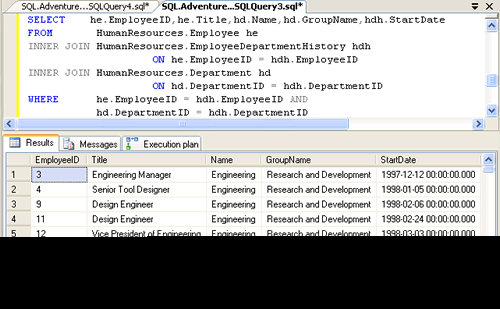 SQL.Adventure...SQLQuery4.sql* SQL.Adventure...SQLQuery3.sql*
SELECT he.EmployeeID,he.Title,hd.Name,hd.GroupName,hdh.StartDate
FROM HumanResources.Employee he
INNER JOIN HumanResources.EmployeeDepartmentHistory hdh
ON he.EmployeeID = hdh.EmployeeID
INNER JOIN HumanResources.Department hd
ON hd.DepartmentID = hdh.DepartmentID
WHERE he.EmployeeID = hdh.EmployeeID AND
hd.DepartmentID = hdh.DepartmentID
Results Messages Execution plan
EmployeeID Title Name GroupName StartDate
1 3 Engineering Manager Engineering Research and Development 1997-12-12 00:00:00.000
2 4 Senior Tool Designer Engineering Research and Development 1998-01-05 00:00:00.000
3 9 Design Engineer Engineering Research and Development 1998-02-06 00:00:00.000
4 11 Design Engineer Engineering Research and Development 1998-02-24 00:00:00.000
5 12 Vice President of Engineering Engineering Research and Development 1998-03-03 00:00:00.000